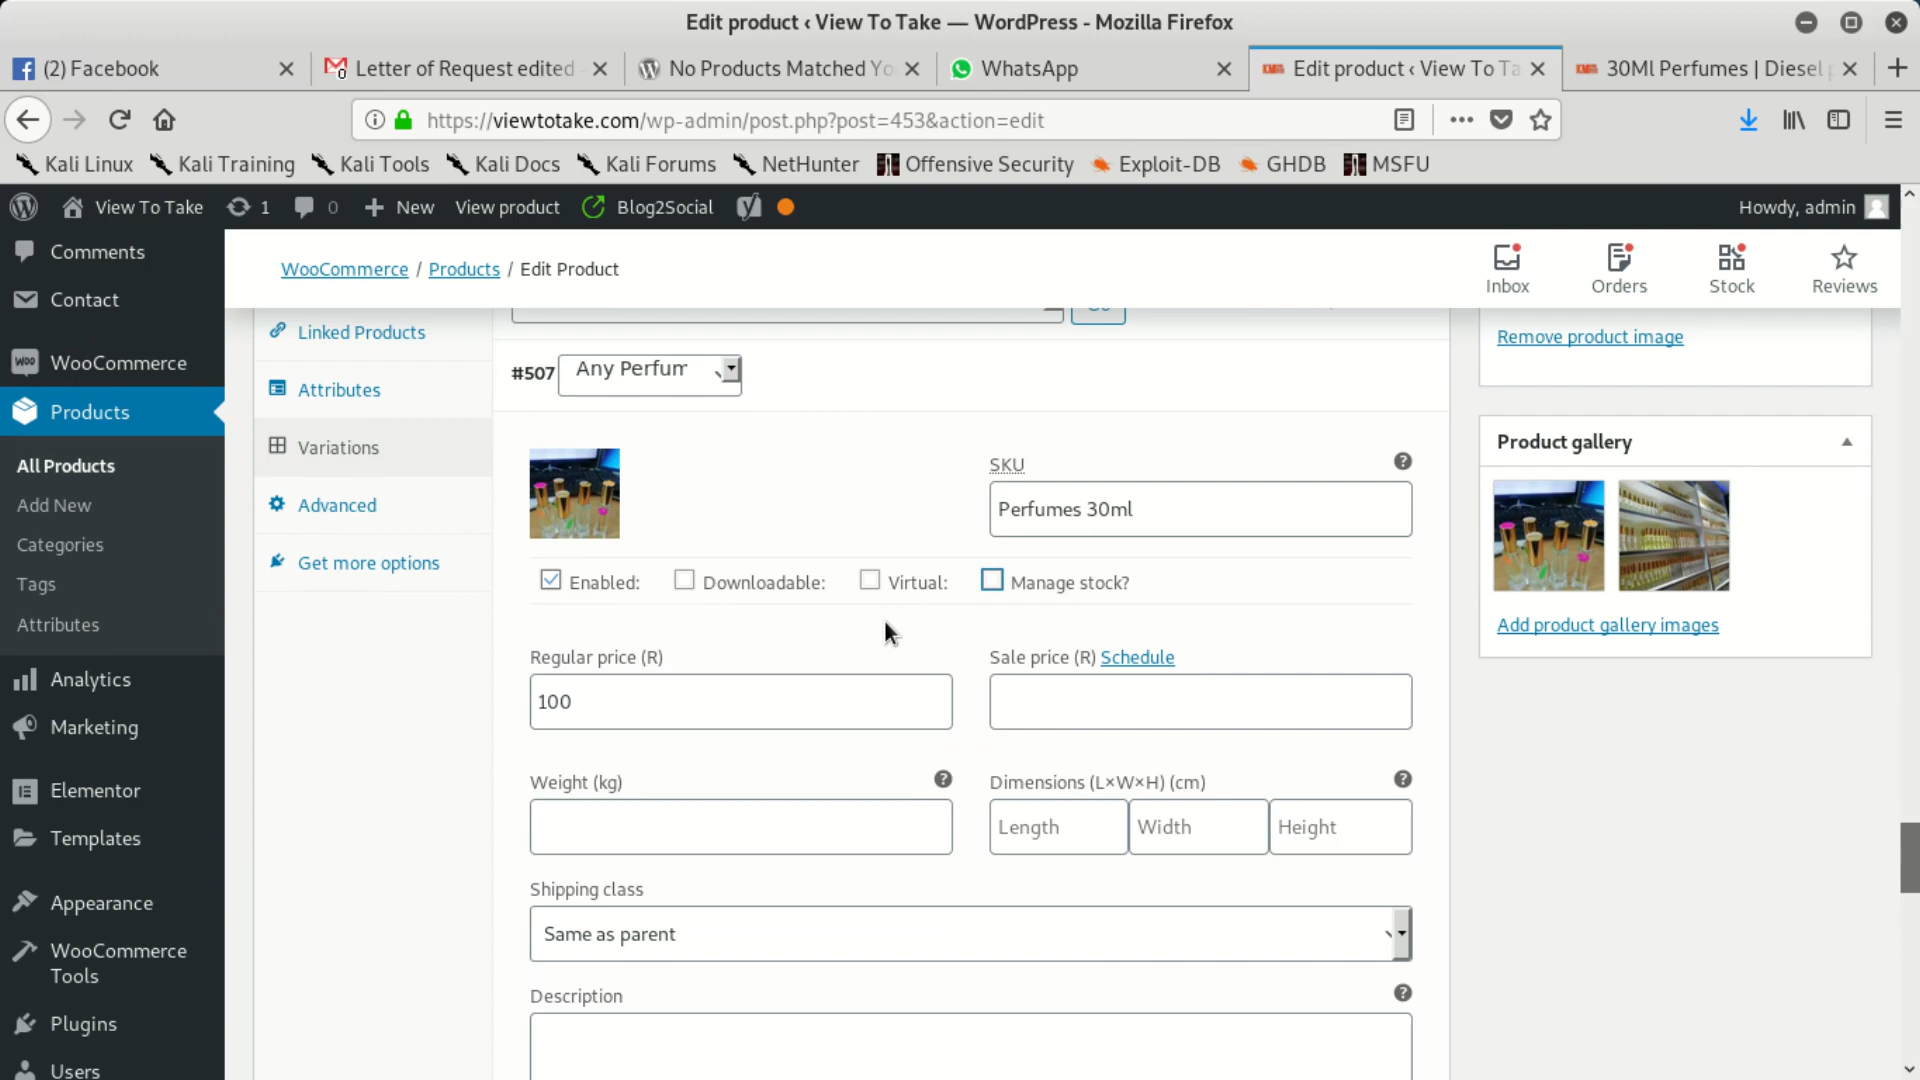 Edit product ‹ View To Take — WordPress - Mozilla Firefox
(2) Facebook
Letter of Request edited
No Products Matched Yo
WhatsApp
Edit product ‹ View To Ta
30Ml Perfumes | Diesel
https://viewtotake.com/wp-admin/post.php?post=453&action=edit
Kali Linux Kali Training Kali Tools Kali Docs Kali Forums NetHunter Offensive Security Exploit-DB GHDB MSFU
View To Take 1 0 New View product Blog2Social Howdy, admin
Comments
Contact
WooCommerce
Products
All Products
Add New
Categories
Tags
Attributes
Analytics
Marketing
Elementor
Templates
Appearance
WooCommerce
Tools
Plugins
Users
WooCommerce / Products / Edit Product
Inbox
Orders
Stock
Reviews
Linked Products
Attributes
Variations
Advanced
Get more options
#507 Any Perfum
SKU
Perfumes 30ml
Enabled: Downloadable: Virtual: Manage stock?
Regular price (R)
100
Sale price (R) Schedule
Weight (kg)
Dimensions (L×W×H) (cm)
Length Width Height
Shipping class
Same as parent
Description
Remove product image
Product gallery
Add product gallery images